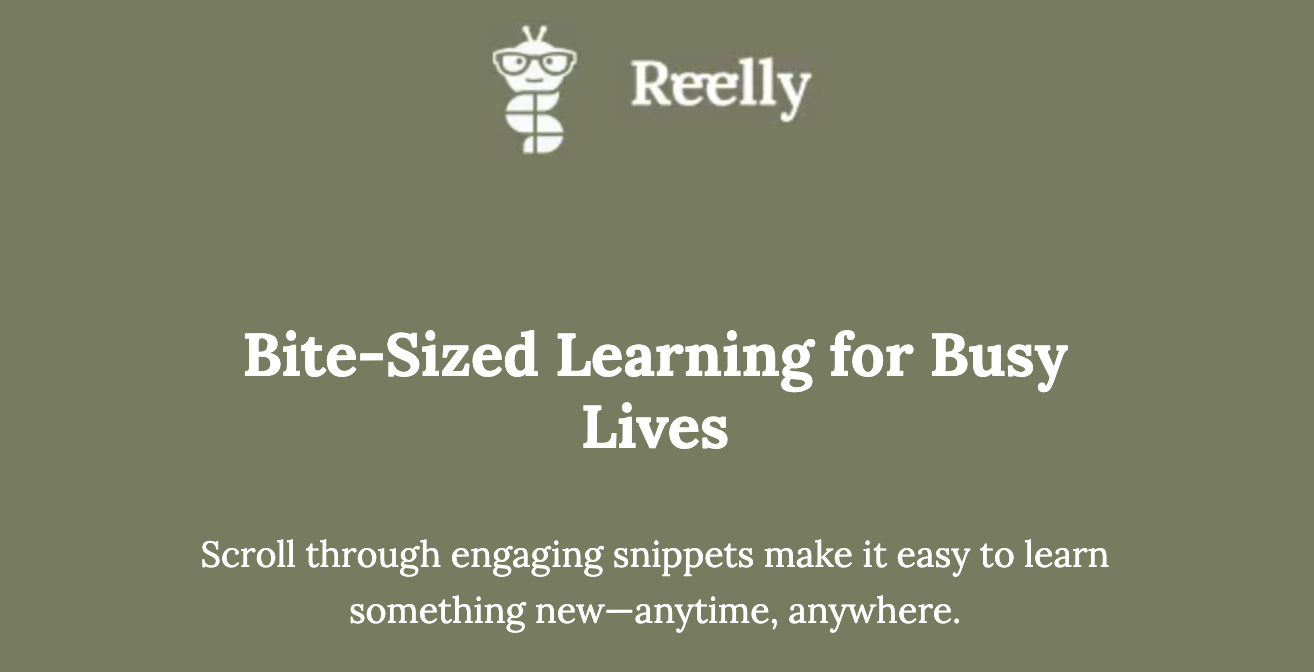 Reelly
Bite-Sized Learning for Busy
Lives
Scroll through engaging snippets make it easy to learn
something new—anytime, anywhere.